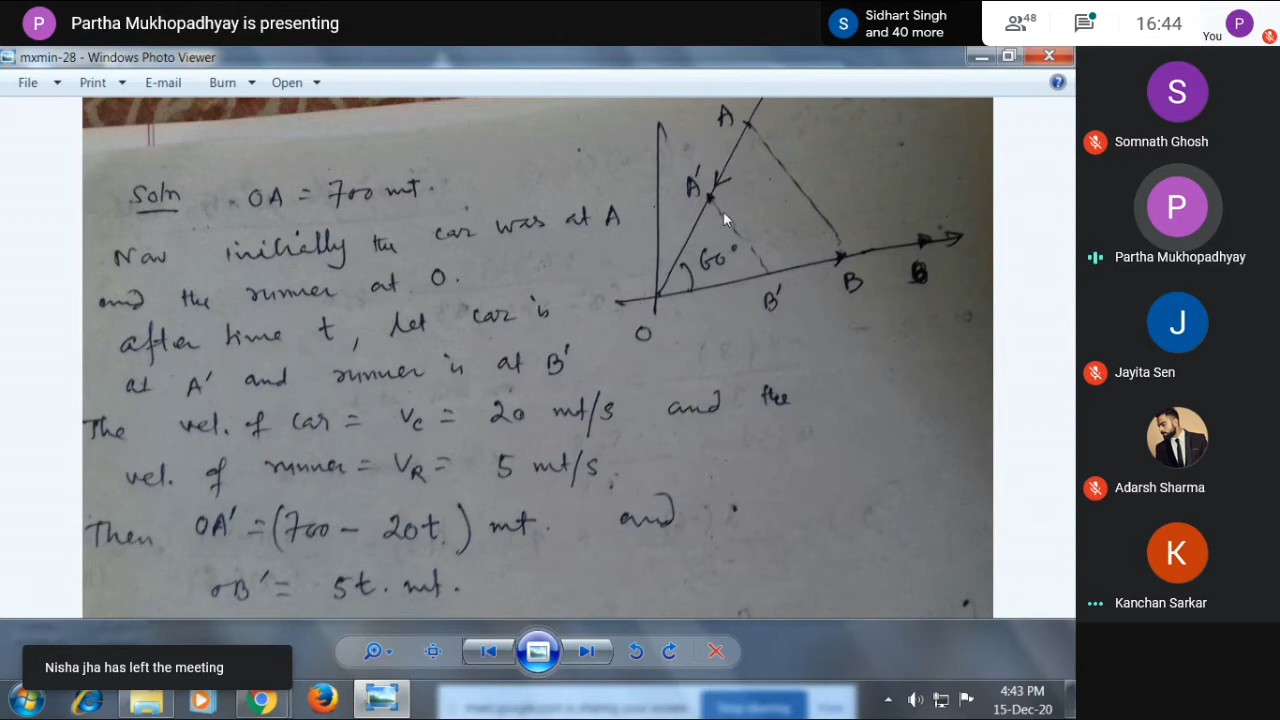 P Partha Mukhopadhyay is presenting
S Sidhart Singh
and 40 more
48
16:44
You P
mxmin-28 - Windows Photo Viewer
File Print E-mail Burn Open
Soln OA = 700 mt.
Now initially the car was at A
and the runner at O.
after time t, let car is
at A' and runner is at B'
The vel. of car = Vc = 20 mt/s and the
vel. of runner = VR = 5 mt/s.
Then OA' = (700 - 20t) mt. and
OB' = 5t. mt.
A
A'
60°
B' B
O
S
Somnath Ghosh
P
Partha Mukhopadhyay
J
Jayita Sen
Adarsh Sharma
K
Kanchan Sarkar
Nisha jha has left the meeting
4:43 PM
15-Dec-20